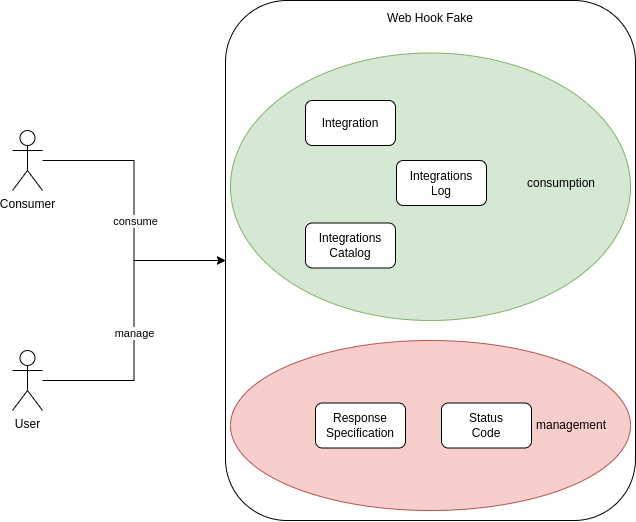 Web Hook Fake
Integration
Integrations
Log
consumption
Consumer
consume
Integrations
Catalog
manage
User
Response
Specification
Status
Code
management